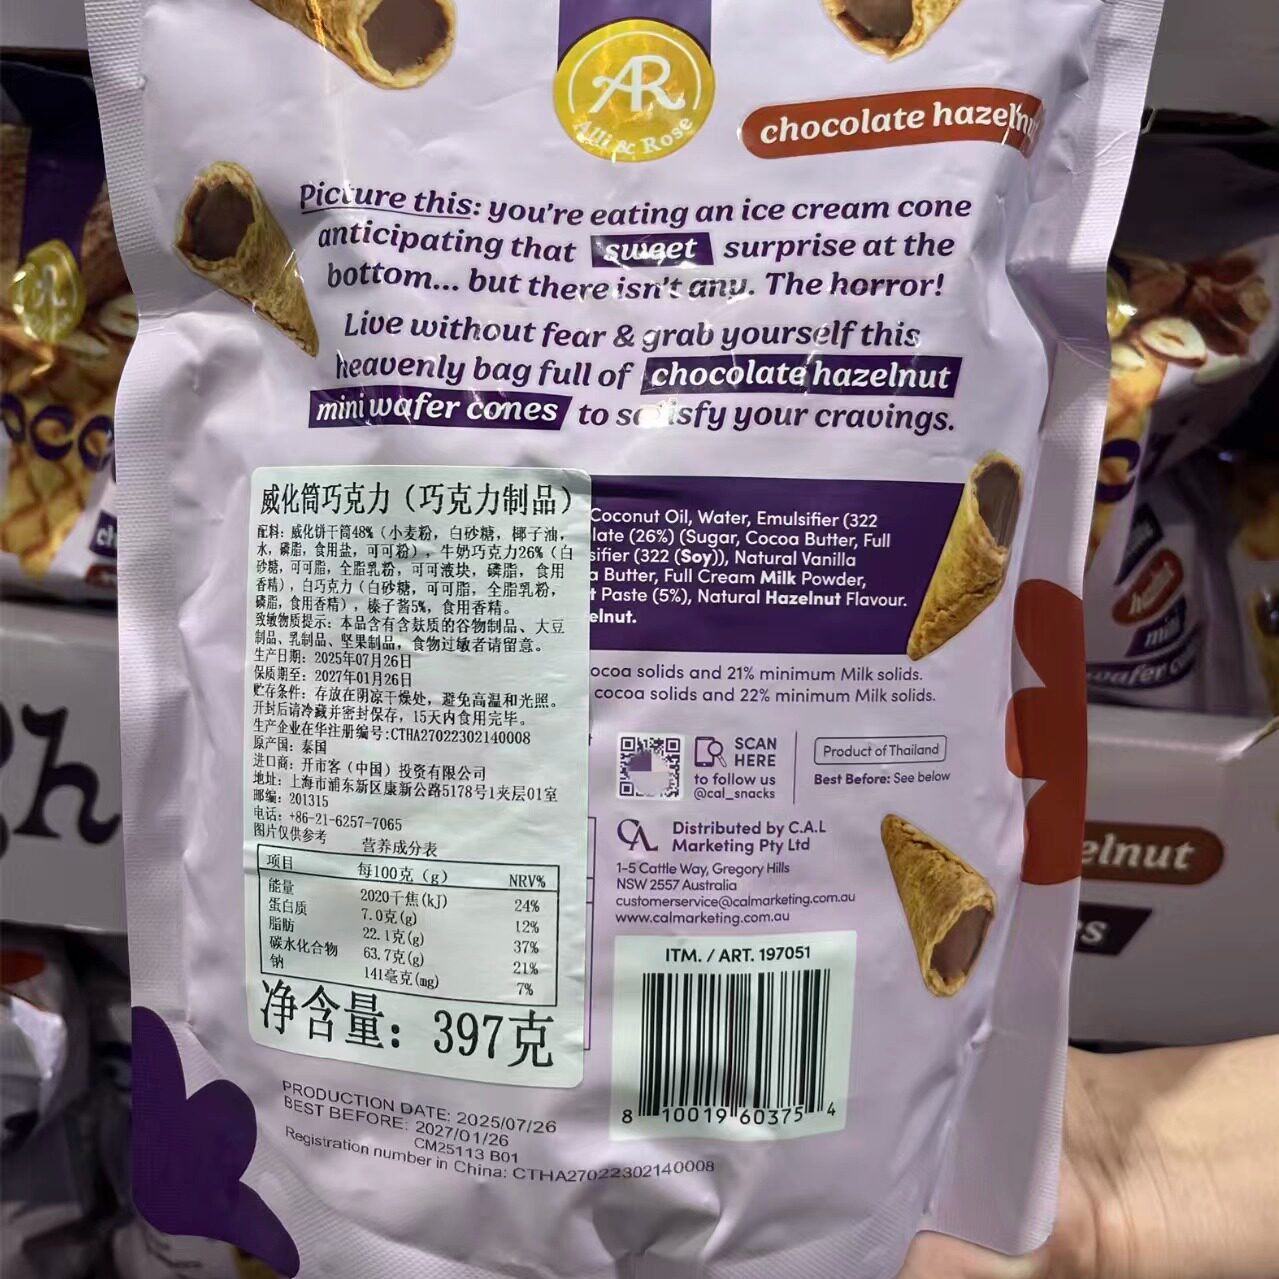 AR
Alli & Rose
chocolate hazelnu
Picture this: you're eating an ice cream cone
anticipating that sweet surprise at the
bottom... but there isn't any. The horror!
Live without fear & grab yourself this
heavenly bag full of chocolate hazelnut
mini wafer cones to satisfy your cravings.
威化筒巧克力（巧克力制品）
配料：威化饼干筒48%（小麦粉，白砂糖，椰子油，
水，磷脂，食用盐，可可粉），牛奶巧克力26%（白
砂糖，可可脂，全脂乳粉，可可液块，磷脂，食用
香精），白巧克力（白砂糖，可可脂，全脂乳粉，
磷脂，食用香精），榛子酱5%，食用香精。
致敏物质提示：本品含有含麸质的谷物制品、大豆
制品、乳制品、坚果制品，食物过敏者请留意。
生产日期：2025年07月26日
保质期至：2027年01月26日
贮存条件：存放在阴凉干燥处，避免高温和光照。
开封后请冷藏并密封保存，15天内食用完毕。
生产企业在华注册编号:CTHA27022302140008
原产国：泰国
进口商：开市客（中国）投资有限公司
地址：上海市浦东新区康新公路5178号1夹层01室
邮编：201315
电话：+86-21-6257-7065
图片仅供参考
营养成分表
项目 每100克（g） NRV%
能量 2020千焦(kJ) 24%
蛋白质 7.0克(g) 12%
脂肪 22.1克(g) 37%
碳水化合物 63.7克(g) 21%
钠 141毫克(mg) 7%
净含量：397克
Coconut Oil, Water, Emulsifier (322
late (26%) (Sugar, Cocoa Butter, Full
sifier (322 (Soy)), Natural Vanilla
a Butter, Full Cream Milk Powder,
t Paste (5%), Natural Hazelnut Flavour.
elnut.
ocoa solids and 21% minimum Milk solids.
cocoa solids and 22% minimum Milk solids.
SCAN
HERE
to follow us
@cal_snacks
Product of Thailand
Best Before: See below
CA
Distributed by C.A.L
Marketing Pty Ltd
1-5 Cattle Way, Gregory Hills
NSW 2557 Australia
customerservice@calmarketing.com.au
www.calmarketing.com.au
ITM. / ART. 197051
8 10019 60375 4
PRODUCTION DATE: 2025/07/26
BEST BEFORE: 2027/01/26
CM25113 B01
Registration number in China: CTHA27022302140008
elnut
mini
wafer